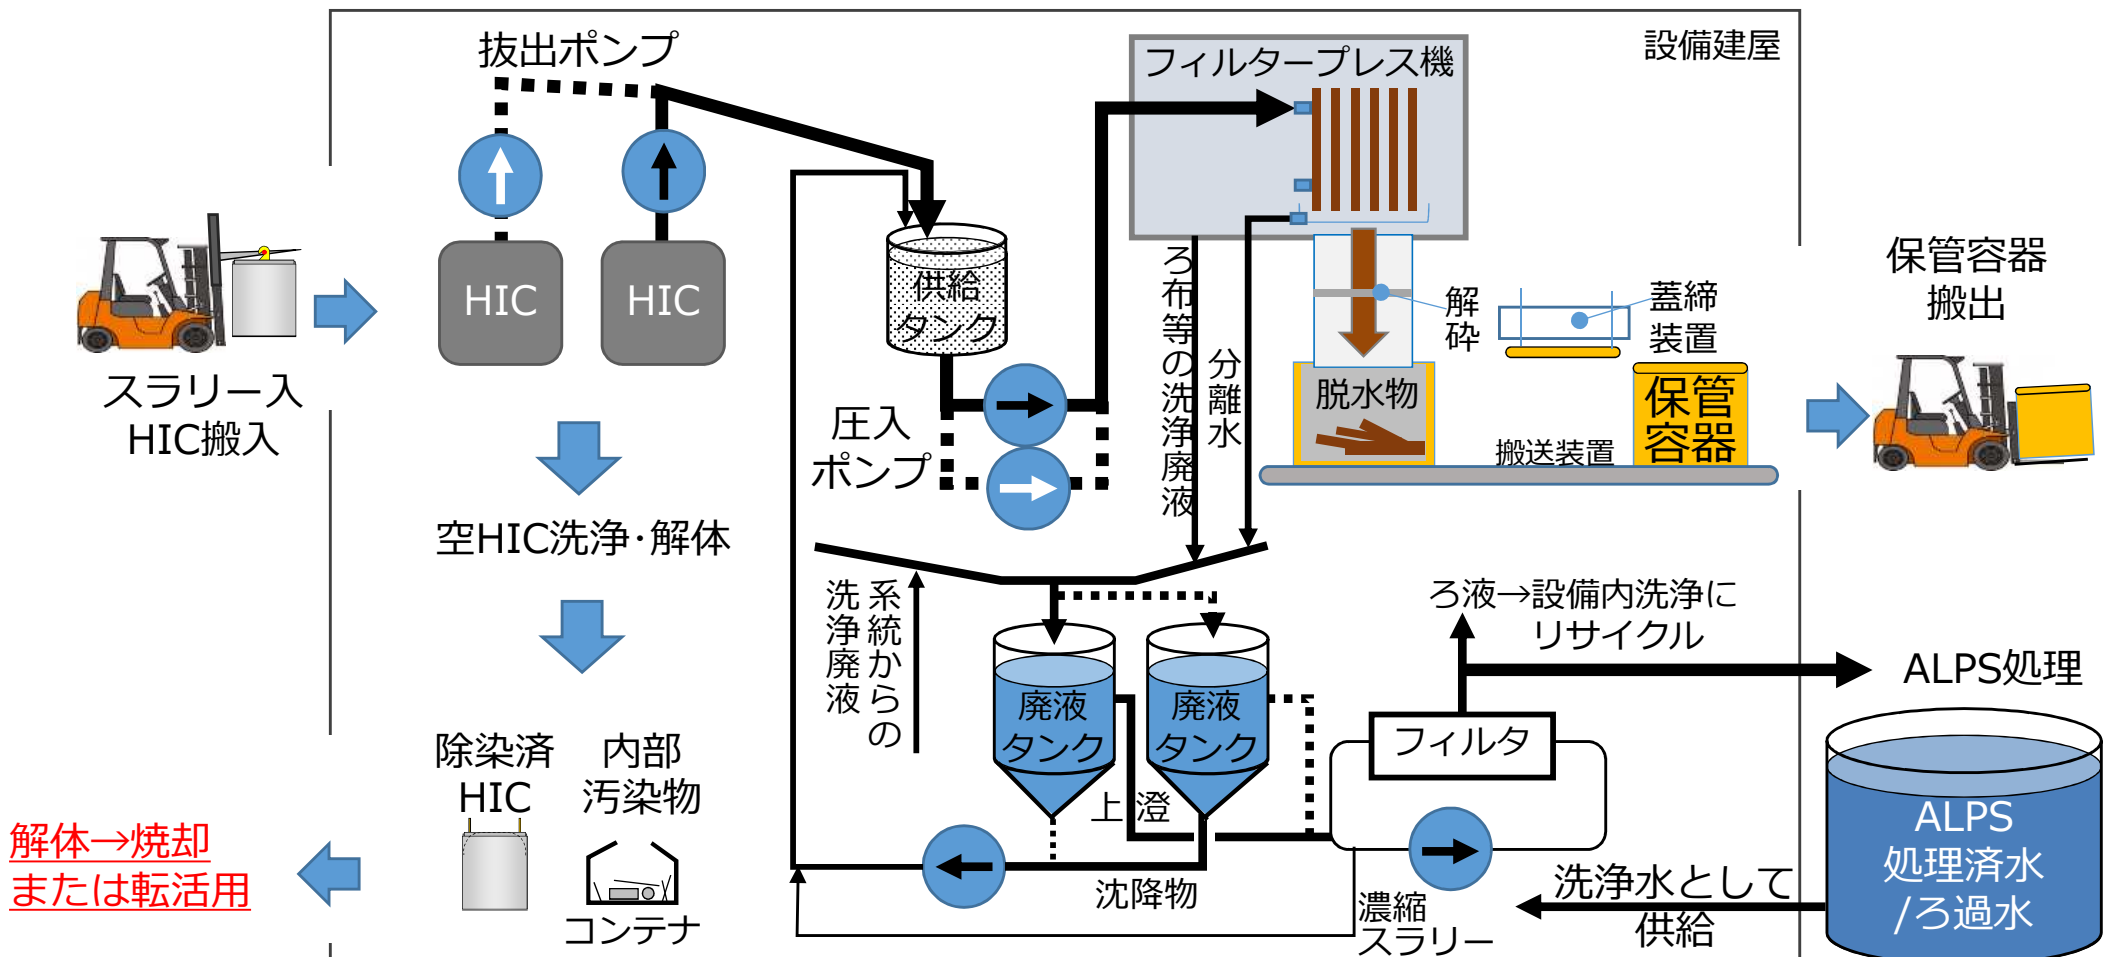 設備建屋
抜出ポンプ
フィルタープレス機
HIC
HIC
供給
タンク
スラリー入
HIC搬入
圧入
ポンプ
ろ布等の洗浄廃液
分離水
解
砕
蓋締
装置
脱水物
保管
容器
搬送装置
保管容器
搬出
空HIC洗浄・解体
系統からの
洗浄廃液
廃液
タンク
廃液
タンク
上澄
沈降物
ろ液→設備内洗浄に
リサイクル
フィルタ
濃縮
スラリー
ALPS処理
ALPS
処理済水
/ろ過水
洗浄水として
供給
除染済
HIC
内部
汚染物
コンテナ
解体→焼却
または転活用